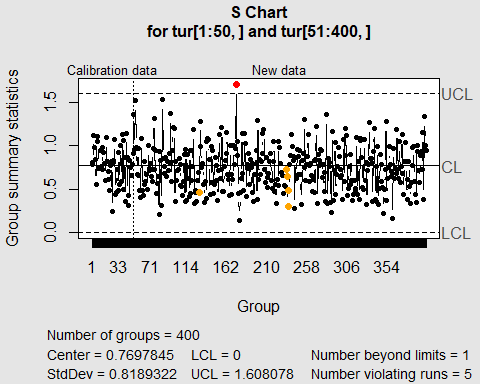 S Chart
for tur[1:50, ] and tur[51:400, ]
Calibration data New data
Group summary statistics
1.5
1.0
0.5
0.0
UCL
CL
LCL
1 33 71 114 162 210 258 306 354
Group
Number of groups = 400
Center = 0.7697845 LCL = 0 Number beyond limits = 1
StdDev = 0.8189322 UCL = 1.608078 Number violating runs = 5